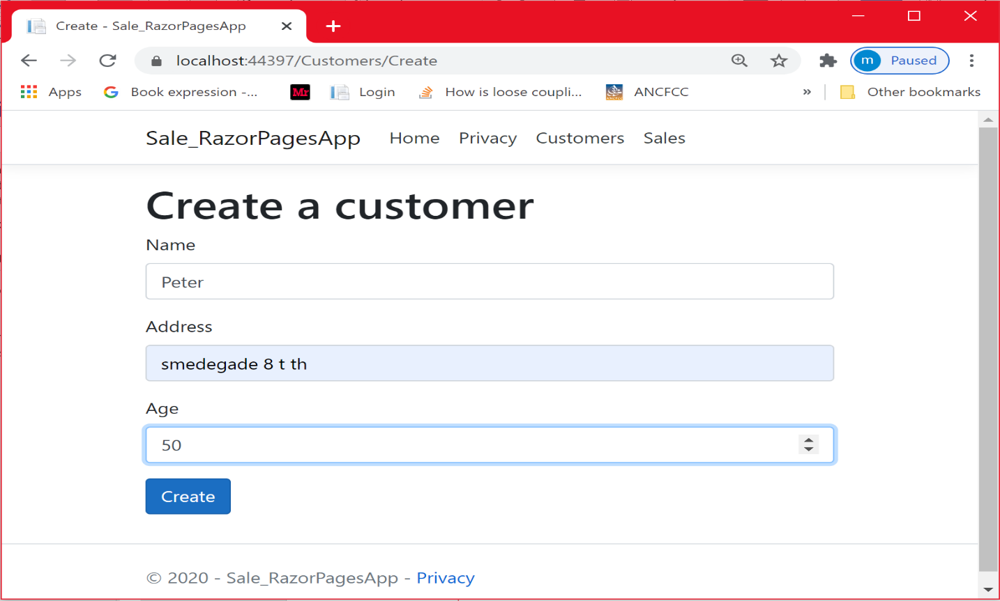 Create - Sale_RazorPagesApp
localhost:44397/Customers/Create
m Paused
Apps Book expression -... Mr Login How is loose coupli... ANCFCC » Other bookmarks
Sale_RazorPagesApp Home Privacy Customers Sales
Create a customer
Name
Peter
Address
smedegade 8 t th
Age
50
Create
© 2020 - Sale_RazorPagesApp - Privacy